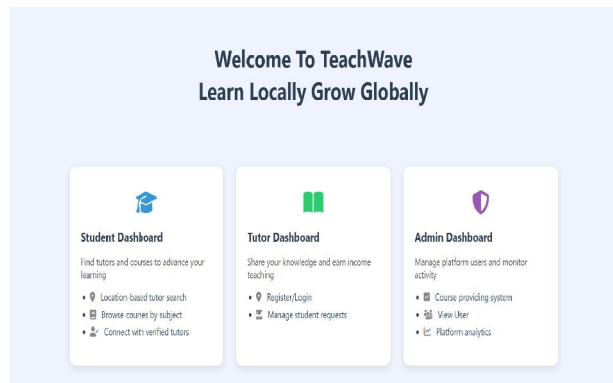 Welcome To TeachWave
Learn Locally Grow Globally
Student Dashboard
Find tutors and courses to advance your
learning
Location-based tutor search
Browse courses by subject
Connect with verified tutors
Tutor Dashboard
Share your knowledge and earn income
teaching
Register/Login
Manage student requests
Admin Dashboard
Manage platform users and monitor
activity
Course providing system
View User
Platform analytics